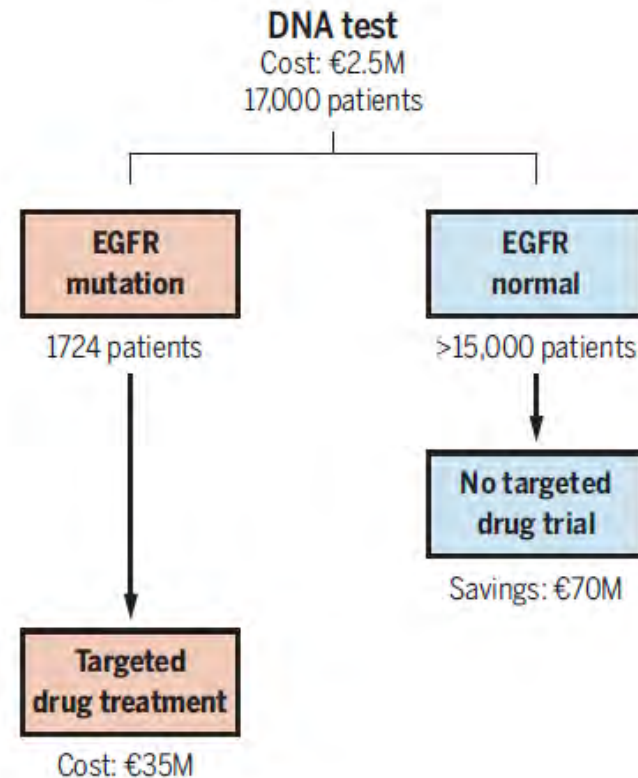 DNA test
Cost: €2.5M
17,000 patients
EGFR
mutation
1724 patients
Targeted
drug treatment
Cost: €35M
EGFR
normal
>15,000 patients
No targeted
drug trial
Savings: €70M